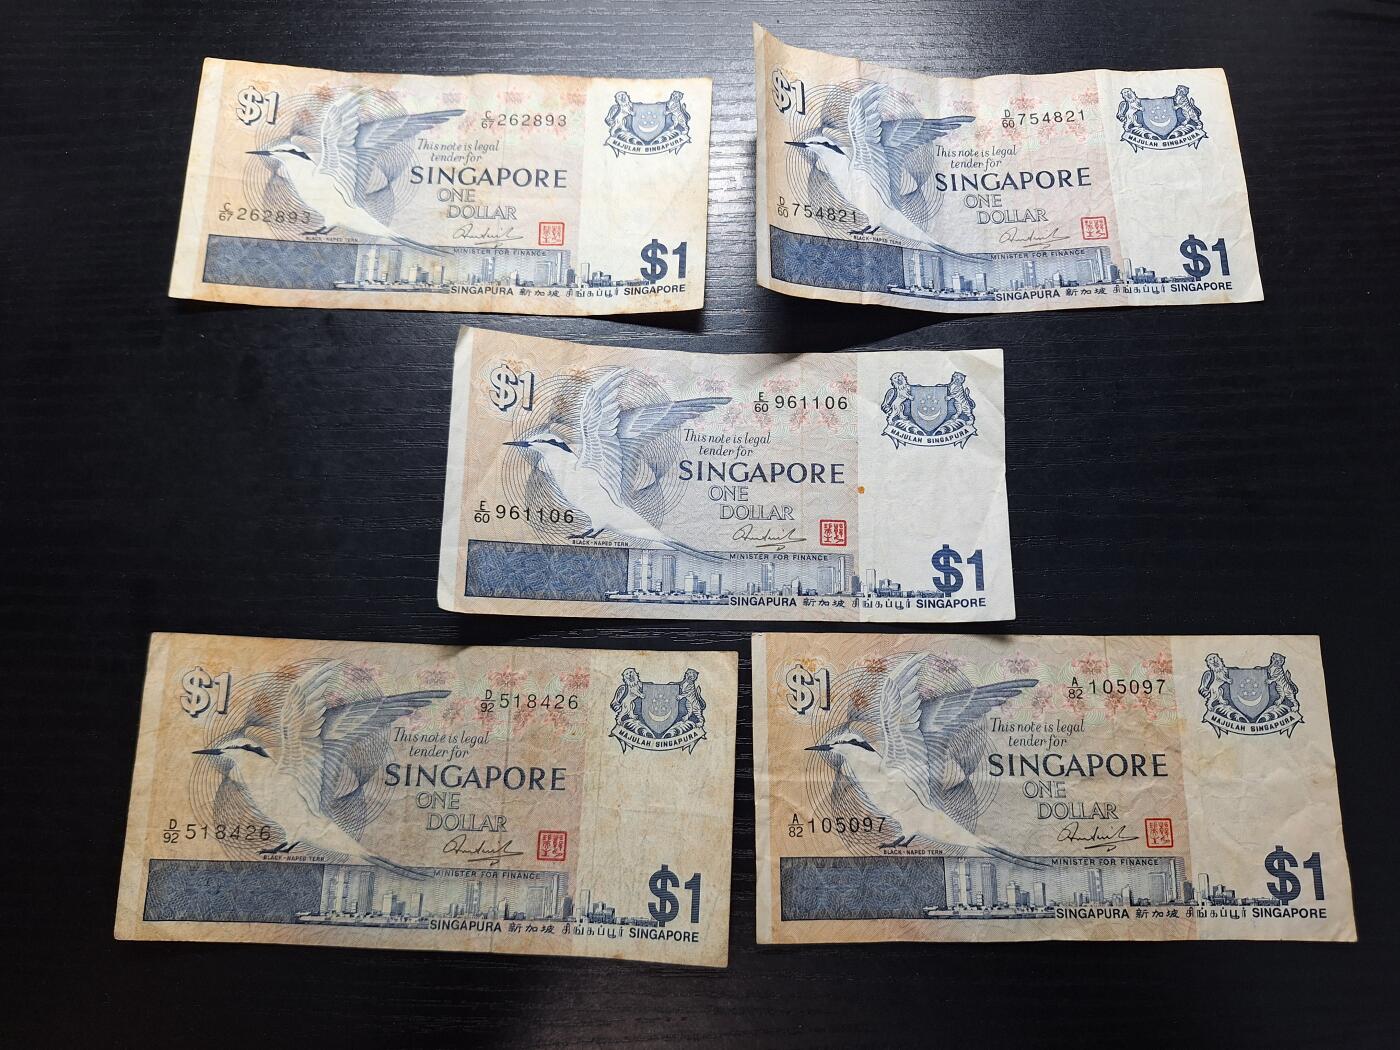 $1
C/67 262893
This note is legal
tender for
SINGAPORE
ONE
DOLLAR
C/67 262893
BLACK-NAPED TERN
MINISTER FOR FINANCE
MAJULAH SINGAPURA
$1
SINGAPURA 新加坡 சிங்கப்பூர் SINGAPORE
$1
D/60 754821
This note is legal
tender for
SINGAPORE
ONE
DOLLAR
D/60 754821
BLACK-NAPED TERN
MINISTER FOR FINANCE
MAJULAH SINGAPURA
$1
SINGAPURA 新加坡 சிங்கப்பூர் SINGAPORE
$1
E/60 961106
This note is legal
tender for
SINGAPORE
ONE
DOLLAR
E/60 961106
BLACK-NAPED TERN
MINISTER FOR FINANCE
MAJULAH SINGAPURA
$1
SINGAPURA 新加坡 சிங்கப்பூர் SINGAPORE
$1
D/92 518426
This note is legal
tender for
SINGAPORE
ONE
DOLLAR
D/92 518426
BLACK-NAPED TERN
MINISTER FOR FINANCE
MAJULAH SINGAPURA
$1
SINGAPURA 新加坡 சிங்கப்பூர் SINGAPORE
$1
A/82 105097
This note is legal
tender for
SINGAPORE
ONE
DOLLAR
A/82 105097
BLACK-NAPED TERN
MINISTER FOR FINANCE
MAJULAH SINGAPURA
$1
SINGAPURA 新加坡 சிங்கப்பூர் SINGAPORE